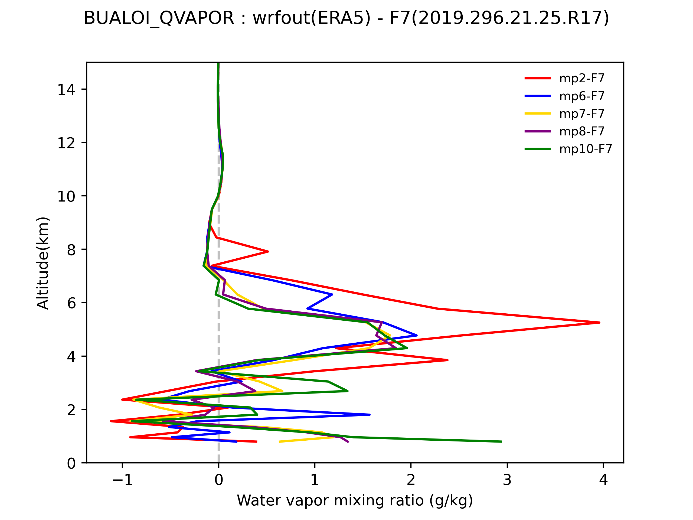 BUALOI_QVAPOR : wrfout(ERA5) - F7(2019.296.21.25.R17)
mp2-F7
mp6-F7
mp7-F7
mp8-F7
mp10-F7
14
12
10
8
6
4
2
0
Altitude(km)
−1 0 1 2 3 4
Water vapor mixing ratio (g/kg)